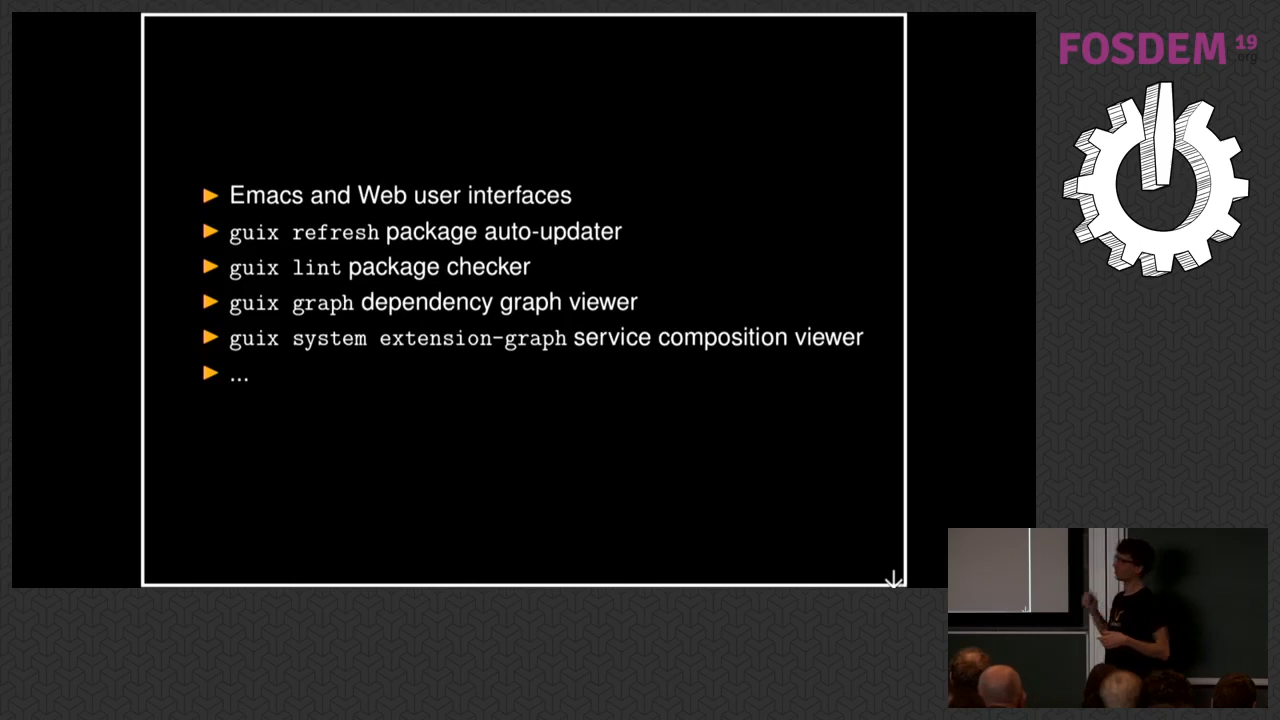 Emacs and Web user interfaces
guix refresh package auto-updater
guix lint package checker
guix graph dependency graph viewer
guix system extension-graph service composition viewer
...
FOSDEM 19
.org